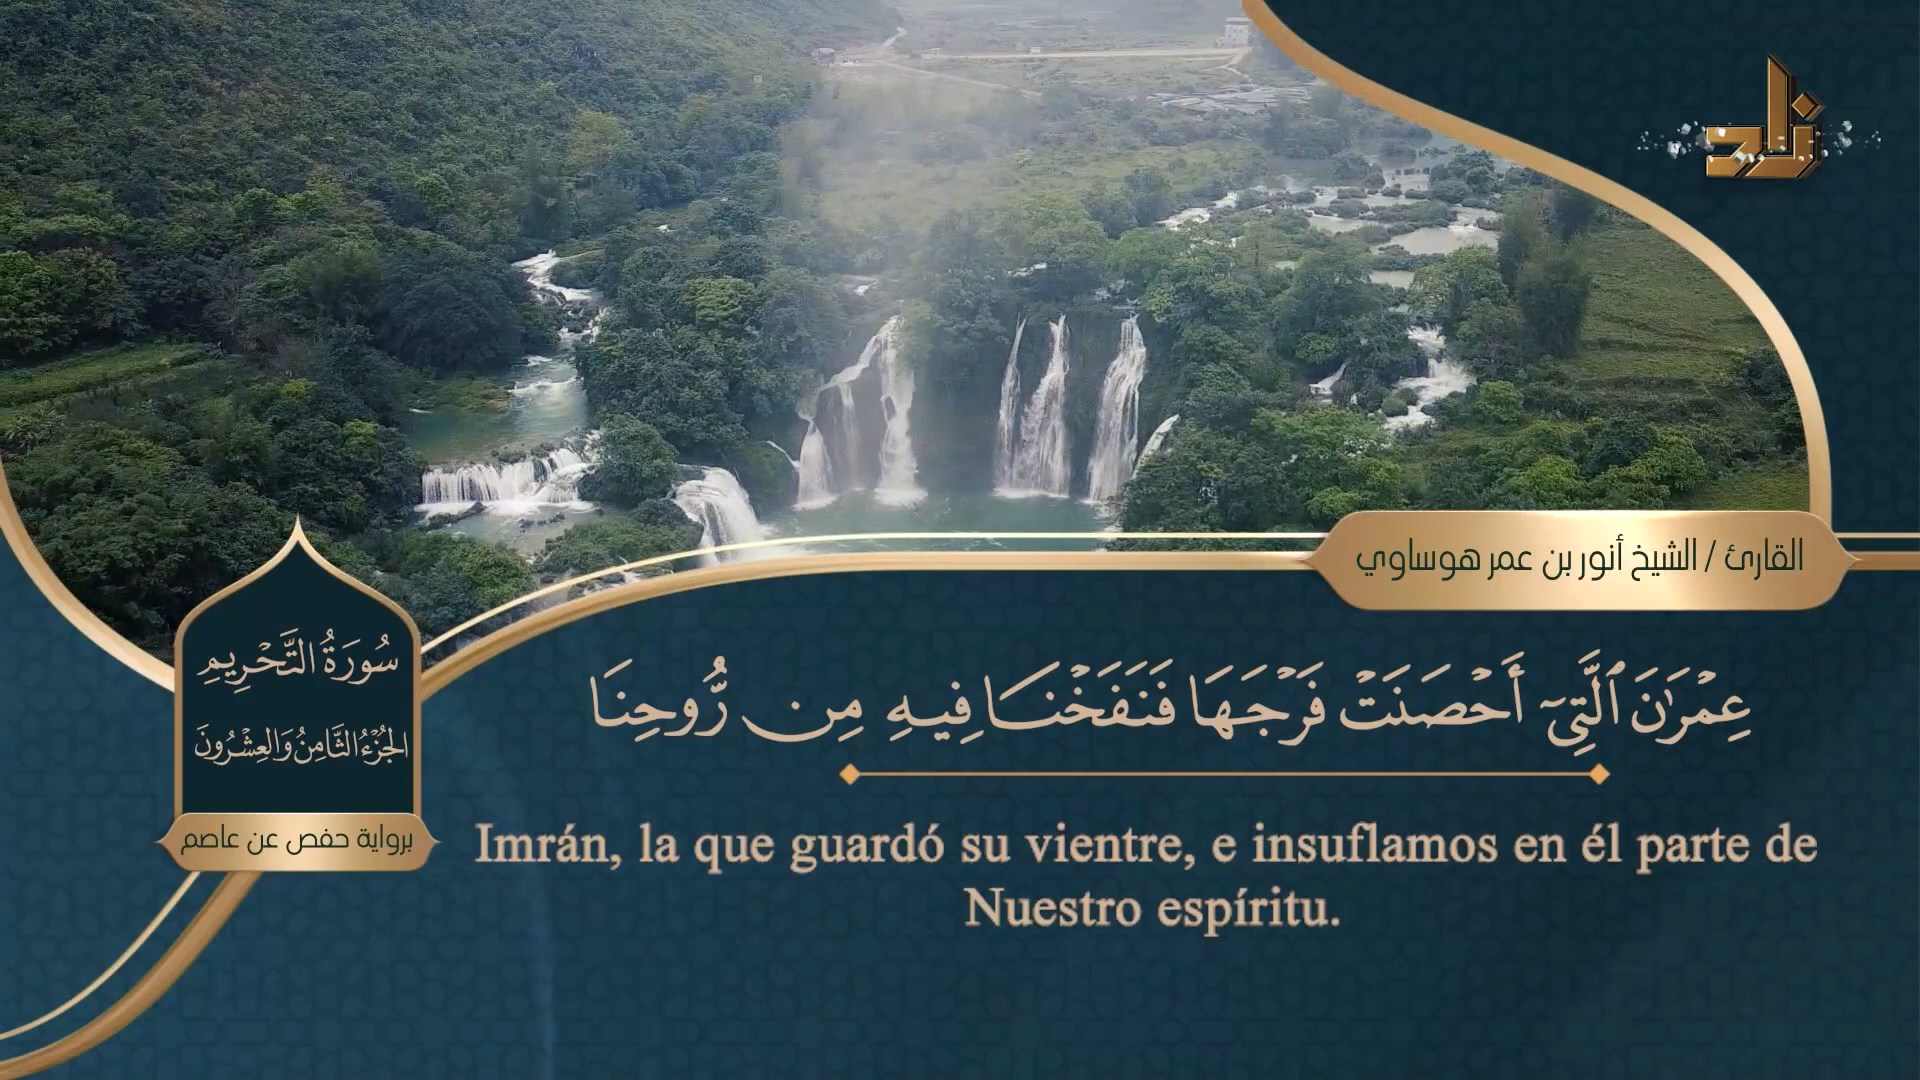 زاد
القارئ / الشيخ أنور بن عمر هوساوي
سُورَةُ التَّحْرِيمِ
الجُزْءُ الثَّامِنُ وَالعِشْرُونَ
برواية حفص عن عاصم
عِمْرَٰنَ ٱلَّتِىٓ أَحْصَنَتْ فَرْجَهَا فَنَفَخْنَا فِيهِ مِن رُّوحِنَا
Imrán, la que guardó su vientre, e insuflamos en él parte de
Nuestro espíritu.